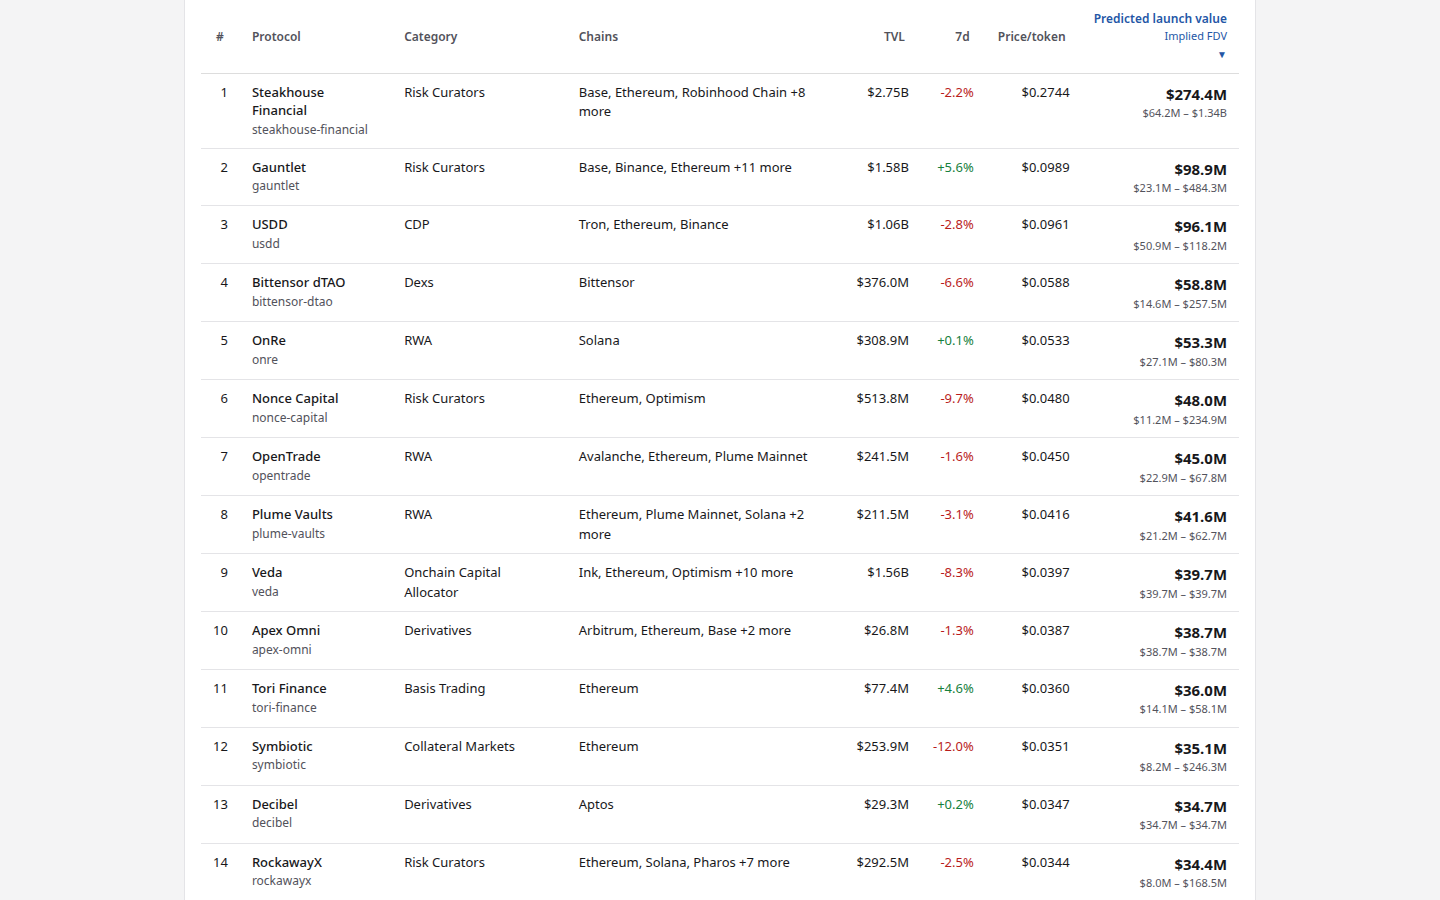 # Protocol Category Chains TVL 7d Price/token Predicted launch value
Implied FDV
▼
1 Steakhouse Financial Risk Curators Base, Ethereum, Robinhood Chain +8 more $2.75B -2.2% $0.2744 $274.4M
steakhouse-financial $64.2M – $1.34B
2 Gauntlet Risk Curators Base, Binance, Ethereum +11 more $1.58B +5.6% $0.0989 $98.9M
gauntlet $23.1M – $484.3M
3 USDD CDP Tron, Ethereum, Binance $1.06B -2.8% $0.0961 $96.1M
usdd $50.9M – $118.2M
4 Bittensor dTAO Dexs Bittensor $376.0M -6.6% $0.0588 $58.8M
bittensor-dtao $14.6M – $257.5M
5 OnRe RWA Solana $308.9M +0.1% $0.0533 $53.3M
onre $27.1M – $80.3M
6 Nonce Capital Risk Curators Ethereum, Optimism $513.8M -9.7% $0.0480 $48.0M
nonce-capital $11.2M – $234.9M
7 OpenTrade RWA Avalanche, Ethereum, Plume Mainnet $241.5M -1.6% $0.0450 $45.0M
opentrade $22.9M – $67.8M
8 Plume Vaults RWA Ethereum, Plume Mainnet, Solana +2 more $211.5M -3.1% $0.0416 $41.6M
plume-vaults $21.2M – $62.7M
9 Veda Onchain Capital Allocator Ink, Ethereum, Optimism +10 more $1.56B -8.3% $0.0397 $39.7M
veda $39.7M – $39.7M
10 Apex Omni Derivatives Arbitrum, Ethereum, Base +2 more $26.8M -1.3% $0.0387 $38.7M
apex-omni $38.7M – $38.7M
11 Tori Finance Basis Trading Ethereum $77.4M +4.6% $0.0360 $36.0M
tori-finance $14.1M – $58.1M
12 Symbiotic Collateral Markets Ethereum $253.9M -12.0% $0.0351 $35.1M
symbiotic $8.2M – $246.3M
13 Decibel Derivatives Aptos $29.3M +0.2% $0.0347 $34.7M
decibel $34.7M – $34.7M
14 RockawayX Risk Curators Ethereum, Solana, Pharos +7 more $292.5M -2.5% $0.0344 $34.4M
rockawayx $8.0M – $168.5M